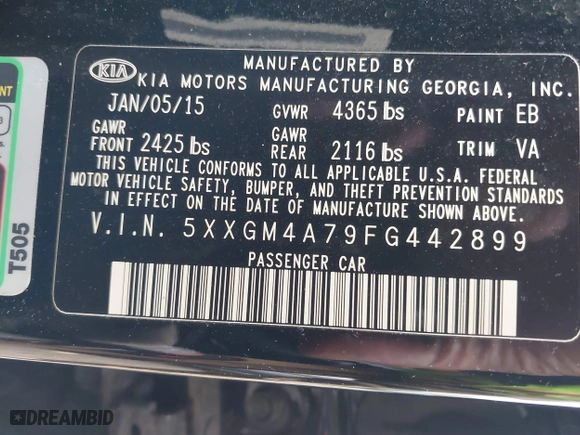 MANUFACTURED BY
KIA KIA MOTORS MANUFACTURING GEORGIA, INC.
JAN/05/15 GVWR 4365 lbs PAINT EB
GAWR FRONT 2425 lbs GAWR REAR 2116 lbs TRIM VA
THIS VEHICLE CONFORMS TO ALL APPLICABLE U.S.A. FEDERAL
MOTOR VEHICLE SAFETY, BUMPER, AND THEFT PREVENTION STANDARDS
IN EFFECT ON THE DATE OF MANUFACTURE SHOWN ABOVE.
V.I.N. 5XXGM4A79FG442899
PASSENGER CAR
T505
DREAMBID